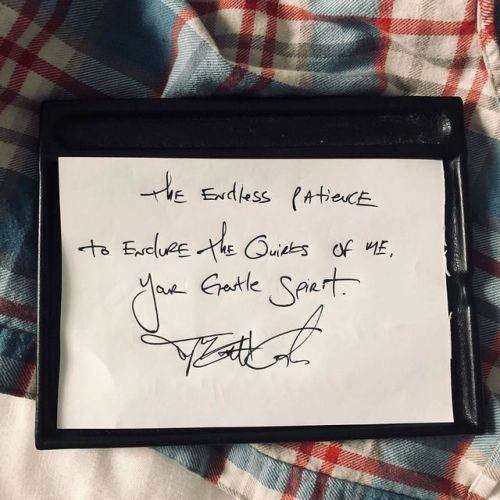 the Endless Patience
to Endure the Quirks of me,
Your Gentle Spirit.